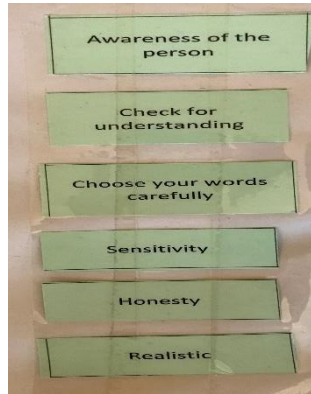 Awareness of the
person
Check for
understanding
Choose your words
carefully
Sensitivity
Honesty
Realistic